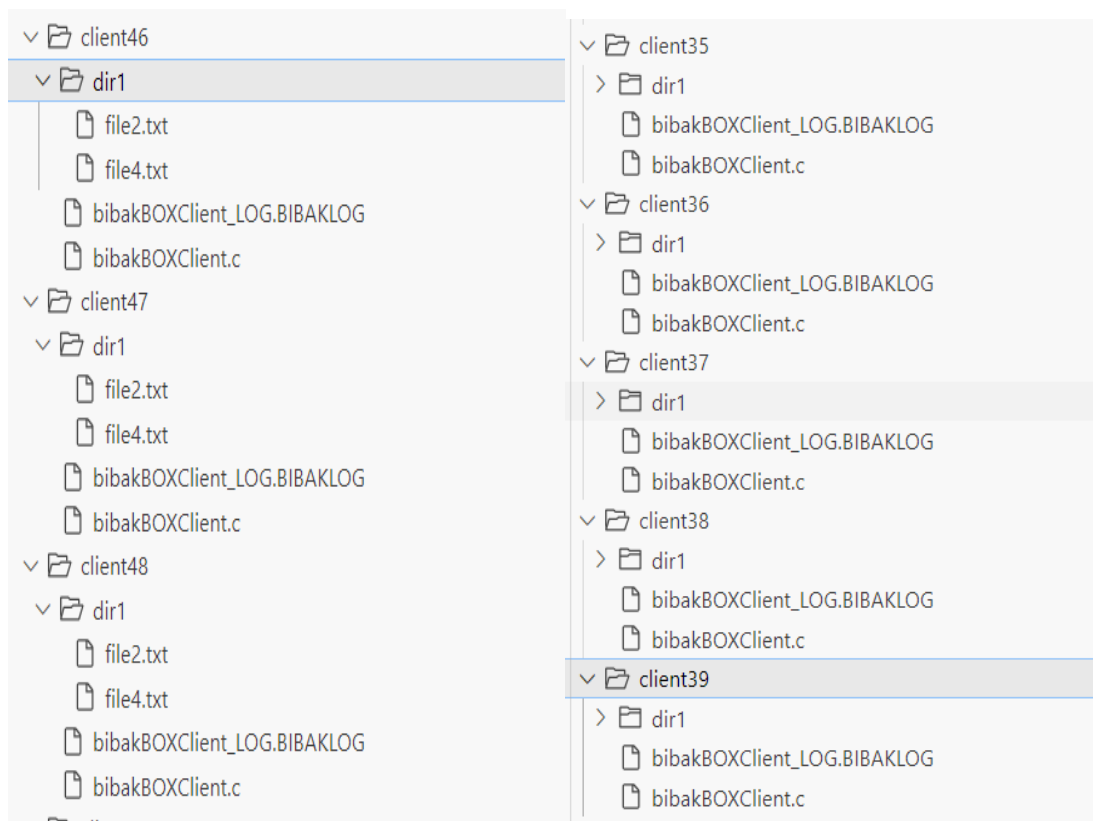 client46
dir1
file2.txt
file4.txt
bibakBOXClient_LOG.BIBAKLOG
bibakBOXClient.c
client47
dir1
file2.txt
file4.txt
bibakBOXClient_LOG.BIBAKLOG
bibakBOXClient.c
client48
dir1
file2.txt
file4.txt
bibakBOXClient_LOG.BIBAKLOG
bibakBOXClient.c
client35
dir1
bibakBOXClient_LOG.BIBAKLOG
bibakBOXClient.c
client36
dir1
bibakBOXClient_LOG.BIBAKLOG
bibakBOXClient.c
client37
dir1
bibakBOXClient_LOG.BIBAKLOG
bibakBOXClient.c
client38
dir1
bibakBOXClient_LOG.BIBAKLOG
bibakBOXClient.c
client39
dir1
bibakBOXClient_LOG.BIBAKLOG
bibakBOXClient.c